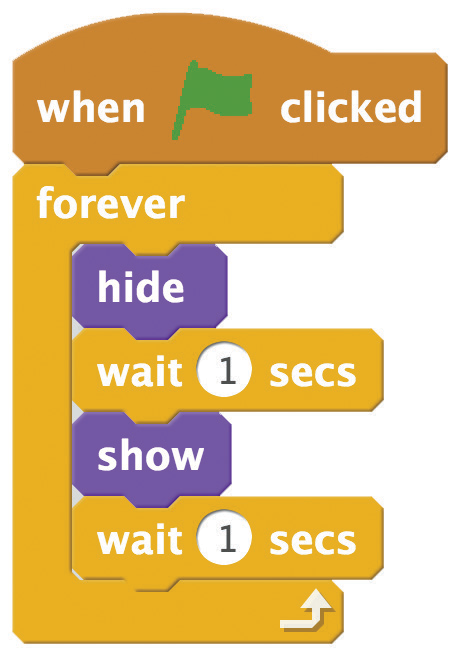 when clicked
forever
hide
wait 1 secs
show
wait 1 secs